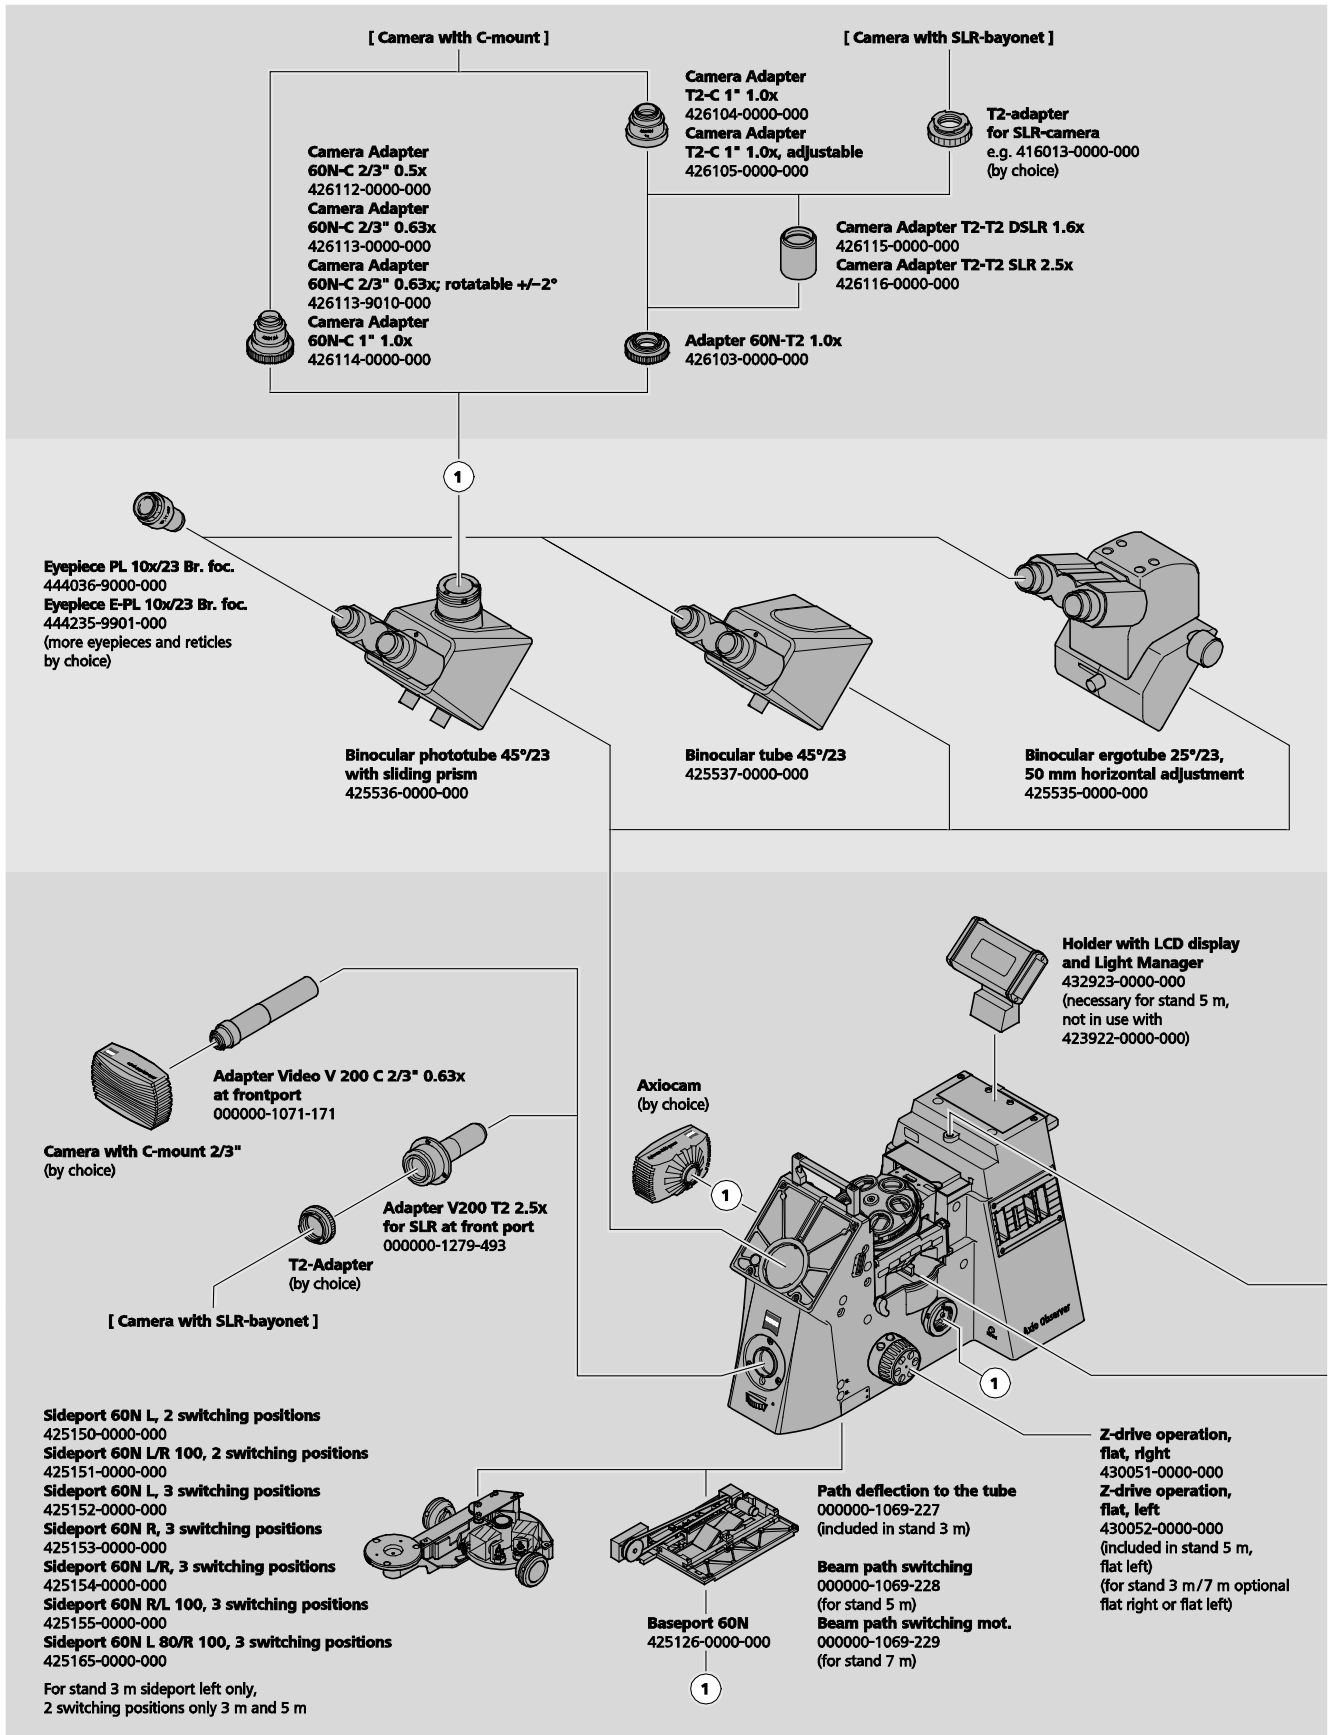 [ Camera with C-mount ]
[ Camera with SLR-bayonet ]
Camera Adapter
T2-C 1" 1.0x
426104-0000-000
Camera Adapter
T2-C 1" 1.0x, adjustable
426105-0000-000
T2-adapter
for SLR-camera
e.g. 416013-0000-000
(by choice)
Camera Adapter
60N-C 2/3" 0.5x
426112-0000-000
Camera Adapter
60N-C 2/3" 0.63x
426113-0000-000
Camera Adapter
60N-C 2/3" 0.63x; rotatable +/−2°
426113-9010-000
Camera Adapter
60N-C 1" 1.0x
426114-0000-000
Camera Adapter T2-T2 DSLR 1.6x
426115-0000-000
Camera Adapter T2-T2 SLR 2.5x
426116-0000-000
Adapter 60N-T2 1.0x
426103-0000-000
1
Eyepiece PL 10x/23 Br. foc.
444036-9000-000
Eyepiece E-PL 10x/23 Br. foc.
444235-9901-000
(more eyepieces and reticles
by choice)
Binocular phototube 45°/23
with sliding prism
425536-0000-000
Binocular tube 45°/23
425537-0000-000
Binocular ergotube 25°/23,
50 mm horizontal adjustment
425535-0000-000
Holder with LCD display
and Light Manager
432923-0000-000
(necessary for stand 5 m,
not in use with
423922-0000-000)
Adapter Video V 200 C 2/3" 0.63x
at frontport
000000-1071-171
Camera with C-mount 2/3"
(by choice)
Axiocam
(by choice)
1
Adapter V200 T2 2.5x
for SLR at front port
000000-1279-493
T2-Adapter
(by choice)
[ Camera with SLR-bayonet ]
Axio Observer
1
Sideport 60N L, 2 switching positions
425150-0000-000
Sideport 60N L/R 100, 2 switching positions
425151-0000-000
Sideport 60N L, 3 switching positions
425152-0000-000
Sideport 60N R, 3 switching positions
425153-0000-000
Sideport 60N L/R, 3 switching positions
425154-0000-000
Sideport 60N R/L 100, 3 switching positions
425155-0000-000
Sideport 60N L 80/R 100, 3 switching positions
425165-0000-000
For stand 3 m sideport left only,
2 switching positions only 3 m and 5 m
Baseport 60N
425126-0000-000
1
Path deflection to the tube
000000-1069-227
(included in stand 3 m)
Beam path switching
000000-1069-228
(for stand 5 m)
Beam path switching mot.
000000-1069-229
(for stand 7 m)
Z-drive operation,
flat, right
430051-0000-000
Z-drive operation,
flat, left
430052-0000-000
(included in stand 5 m,
flat left)
(for stand 3 m/7 m optional
flat right or flat left)